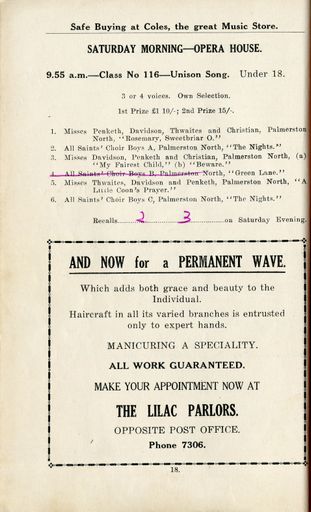 Safe Buying at Coles, the great Music Store.
SATURDAY MORNING—OPERA HOUSE.
9.55 a.m.—Class No 116—Unison Song. Under 18.
3 or 4 voices. Own Selection.
1st Prize £1 10/-; 2nd Prize 15/-.
1. Misses Penketh, Davidson, Thwaites and Christian, Palmerston
North, "Rosemary, Sweetbriar O."
2. All Saints' Choir Boys A, Palmerston North, "The Nights."
3. Misses Davidson, Penketh and Christian, Palmerston North, (a)
"My Fairest Child," (b) "Beware."
4. All Saints' Choir Boys B, Palmerston North, "Green Lane."
5. Misses Thwaites, Davidson and Penketh, Palmerston North, "A
Little Coon's Prayer."
6. All Saints' Choir Boys C, Palmerston North, "The Nights."
Recalls 2 3 on Saturday Evening.
AND NOW for a PERMANENT WAVE.
Which adds both grace and beauty to the
Individual.
Haircraft in all its varied branches is entrusted
only to expert hands.
MANICURING A SPECIALITY.
ALL WORK GUARANTEED.
MAKE YOUR APPOINTMENT NOW AT
THE LILAC PARLORS.
OPPOSITE POST OFFICE.
Phone 7306.
18.